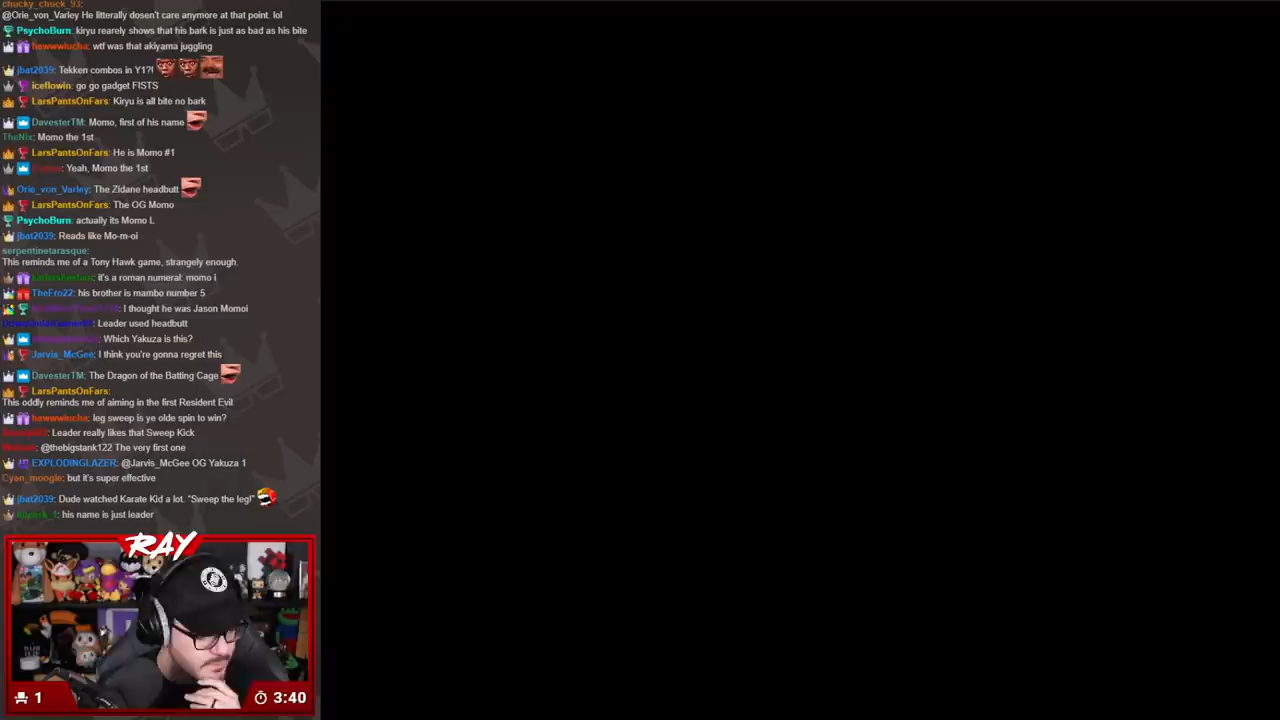 chucky_chuck_93:
@Orie_von_Varley He litterally dosen't care anymore at that point. lol
PsychoBurn: kiryu rearely shows that his bark is just as bad as his bite
hawwwiucha: wtf was that akiyama juggling
jbat2039: Tekken combos in Y1?!
iceflowin: go go gadget FISTS
LarsPantsOnFars: Kiryu is all bite no bark
DavesterTM: Momo, first of his name
TheNix: Momo the 1st
LarsPantsOnFars: He is Momo #1
Yeah, Momo the 1st
Orie_von_Varley: The Zidane headbutt
LarsPantsOnFars: The OG Momo
PsychoBurn: actually its Momo L
jbat2039: Reads like Mo-m-oi
serpentinetarasque:
This reminds me of a Tony Hawk game, strangely enough.
it's a roman numeral: momo i
TheFro22: his brother is mambo number 5
I thought he was Jason Momoi
Leader used headbutt
Which Yakuza is this?
Jarvis_McGee: I think you're gonna regret this
DavesterTM: The Dragon of the Batting Cage
LarsPantsOnFars:
This oddly reminds me of aiming in the first Resident Evil
hawwwiucha: leg sweep is ye olde spin to win?
Leader really likes that Sweep Kick
@thebigstank122 The very first one
EXPLODINGLAZER: @Jarvis_McGee OG Yakuza 1
Cyan_moogle: but it's super effective
jbat2039: Dude watched Karate Kid a lot. "Sweep the leg!"
his name is just leader
RAY
1
3:40